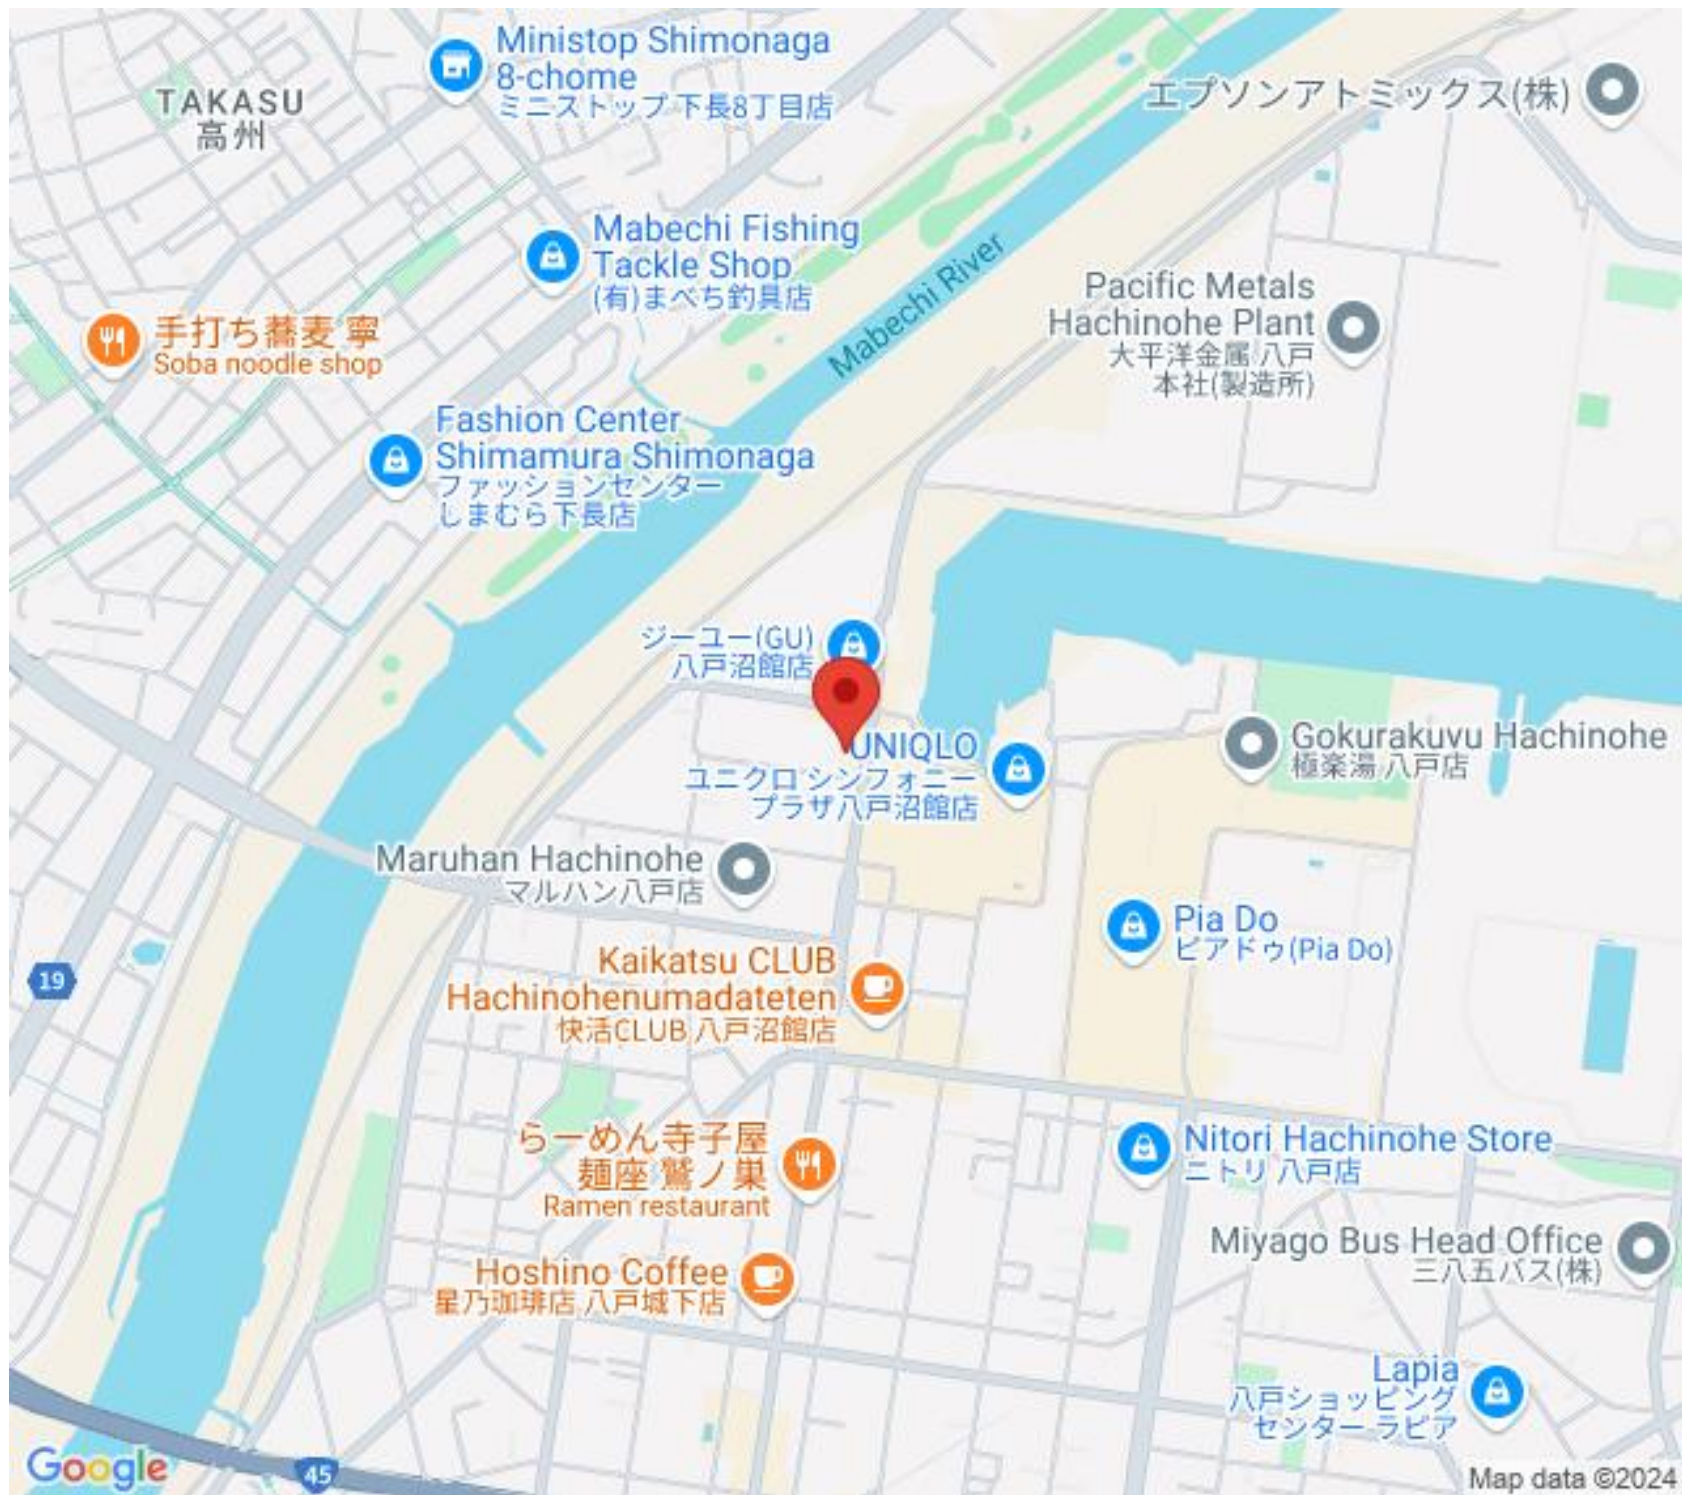 Ministop Shimonaga
8-chome
ミニストップ 下長8丁目店
TAKASU
高州
エプソンアトミックス(株)
Mabechi Fishing
Tackle Shop
(有)まべち釣具店
Mabechi River
Pacific Metals
Hachinohe Plant
大平洋金属 八戸
本社(製造所)
手打ち蕎麦 寧
Soba noodle shop
Fashion Center
Shimamura Shimonaga
ファッションセンター
しまむら下長店
ジーユー(GU)
八戸沼館店
UNIQLO
ユニクロ シンフォニー
プラザ八戸沼館店
Gokurakuyu Hachinohe
極楽湯 八戸店
Maruhan Hachinohe
マルハン八戸店
Pia Do
ピアドゥ(Pia Do)
19
Kaikatsu CLUB
Hachinohenumadateten
快活CLUB 八戸沼館店
らーめん寺子屋
麺座 鷲ノ巣
Ramen restaurant
Nitori Hachinohe Store
ニトリ 八戸店
Miyago Bus Head Office
三八五バス(株)
Hoshino Coffee
星乃珈琲店 八戸城下店
Lapia
八戸ショッピング
センター ラピア
Google
45
Map data ©2024